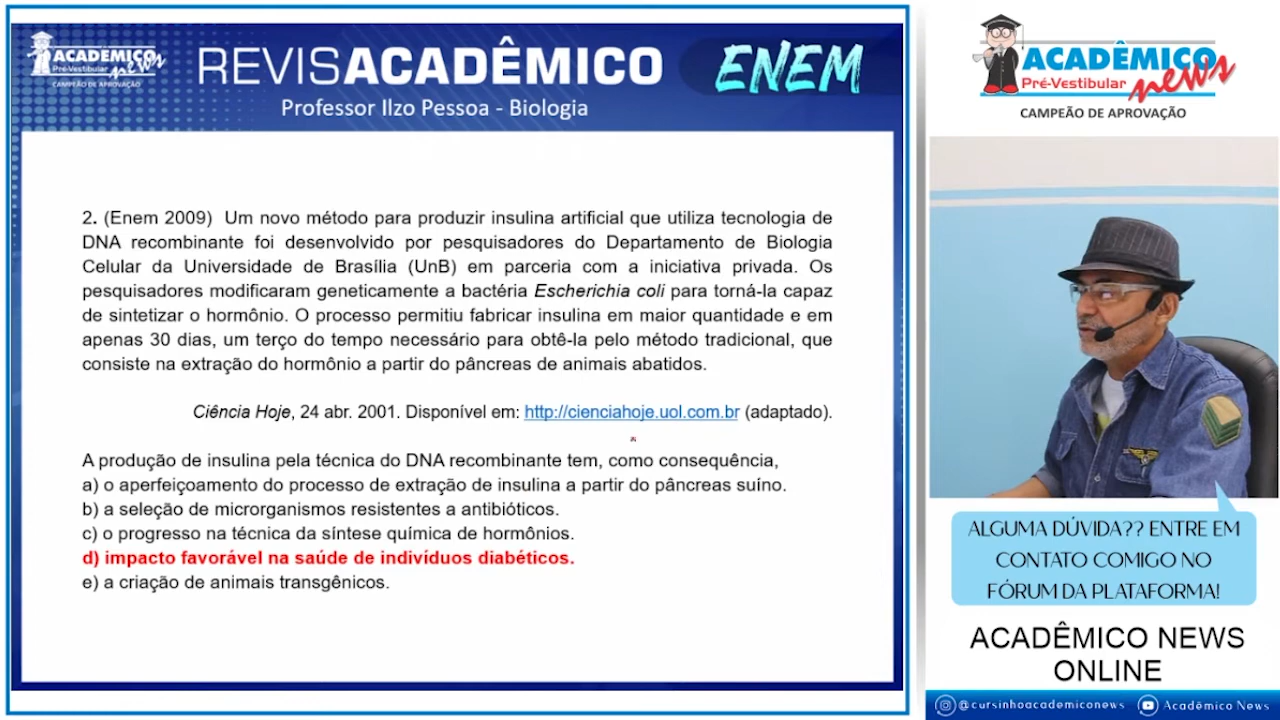 ACADÊMICO
Pré-Vestibular news
CAMPEÃO DE APROVAÇÃO
REVISACADÊMICO
ENEM
Professor Ilzo Pessoa - Biologia
2. (Enem 2009) Um novo método para produzir insulina artificial que utiliza tecnologia de
DNA recombinante foi desenvolvido por pesquisadores do Departamento de Biologia
Celular da Universidade de Brasília (UnB) em parceria com a iniciativa privada. Os
pesquisadores modificaram geneticamente a bactéria Escherichia coli para torná-la capaz
de sintetizar o hormônio. O processo permitiu fabricar insulina em maior quantidade e em
apenas 30 dias, um terço do tempo necessário para obtê-la pelo método tradicional, que
consiste na extração do hormônio a partir do pâncreas de animais abatidos.
Ciência Hoje, 24 abr. 2001. Disponível em: http://cienciahoje.uol.com.br (adaptado).
A produção de insulina pela técnica do DNA recombinante tem, como consequência,
a) o aperfeiçoamento do processo de extração de insulina a partir do pâncreas suíno.
b) a seleção de microrganismos resistentes a antibióticos.
c) o progresso na técnica da síntese química de hormônios.
d) impacto favorável na saúde de indivíduos diabéticos.
e) a criação de animais transgênicos.
ACADÊMICO
Pré-Vestibular news
CAMPEÃO DE APROVAÇÃO
ALGUMA DÚVIDA?? ENTRE EM
CONTATO COMIGO NO
FÓRUM DA PLATAFORMA!
ACADÊMICO NEWS
ONLINE
@cursinhoacademiconews Acadêmico News